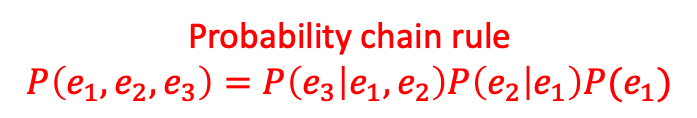 Probability chain rule
P(e₁, e₂, e₃) = P(e₃|e₁, e₂)P(e₂|e₁)P(e₁)